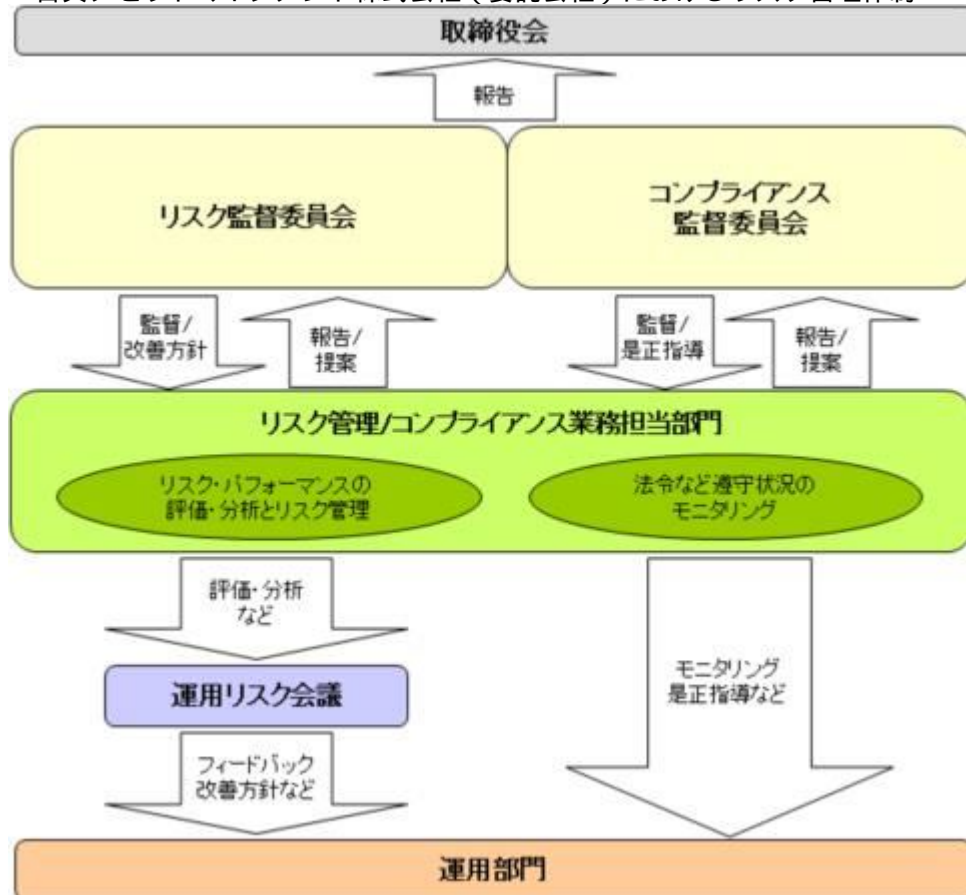 取締役会
報告
リスク監督委員会
コンプライアンス
監督委員会
監督/
改善方針
報告/
提案
監督/
是正指導
報告/
提案
リスク管理/コンプライアンス業務担当部門
リスク・パフォーマンスの
評価・分析とリスク管理
法令など遵守状況の
モニタリング
評価・分析
など
運用リスク会議
モニタリング
是正指導など
フィードバック
改善方針など
運用部門